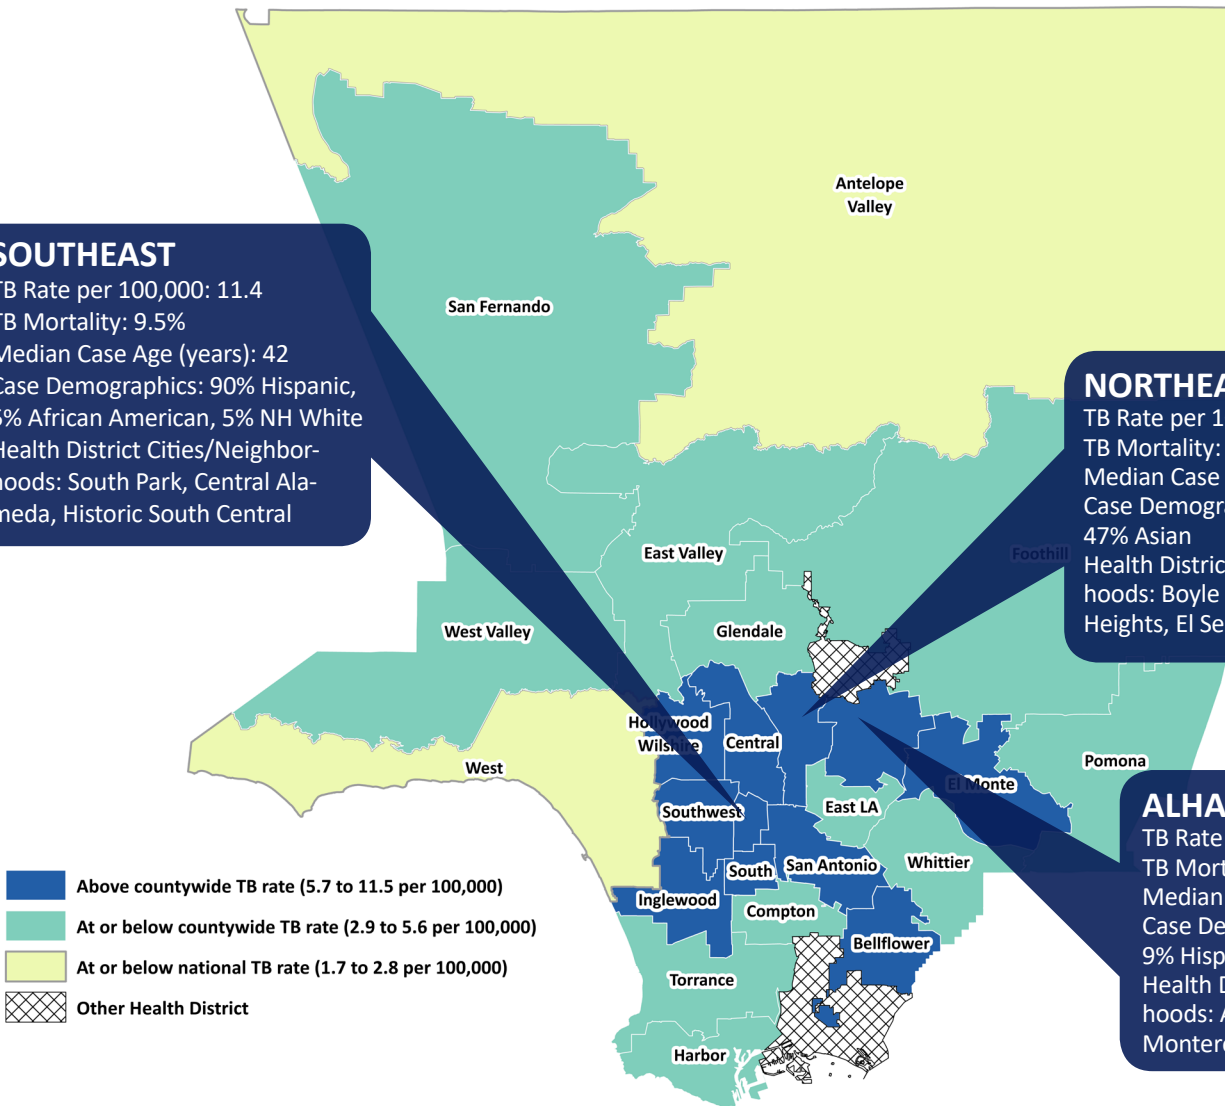 Antelope
Valley
San Fernando
SOUTHEAST
TB Rate per 100,000: 11.4
TB Mortality: 9.5%
Median Case Age (years): 42
Case Demographics: 90% Hispanic,
5% African American, 5% NH White
Health District Cities/Neighbor-
hoods: South Park, Central Ala-
meda, Historic South Central
NORTHEA
TB Rate per 1
TB Mortality:
Median Case
Case Demogra
47% Asian
Health Distric
hoods: Boyle
Heights, El Se
East Valley
Foothill
West Valley
Glendale
Hollywood
Wilshire
Central
West
Pomona
El Monte
East LA
Southwest
South
San Antonio
Whittier
Inglewood
Compton
Bellflower
Torrance
Harbor
ALHA
TB Rate
TB Mort
Median
Case De
9% Hisp
Health D
hoods: A
Montere
Above countywide TB rate (5.7 to 11.5 per 100,000)
At or below countywide TB rate (2.9 to 5.6 per 100,000)
At or below national TB rate (1.7 to 2.8 per 100,000)
Other Health District